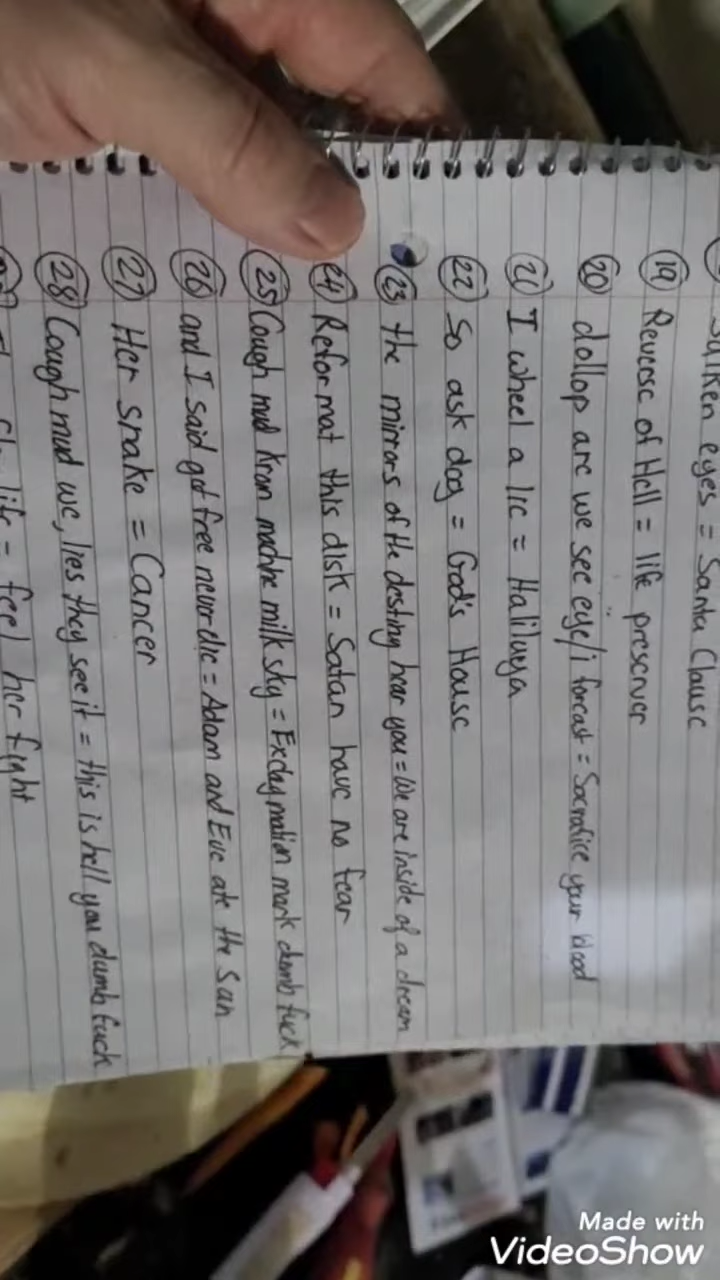 Sulken eyes = Santa Clause
(19) Reverse of Hell = life preserver
(20) dollop arc we see eye/i forcast = Sacrafice your blood
(21) I wheel a lie = Haliluya
(22) So ask dog = God's House
(23) the mirrors of the destiny hear you = We are inside of a dream
(24) Reformat this disk = Satan have no fear
(25) Cough mud kron machine milk sky = Exclaymation mark dumb fuck
(26) and I said get free never die = Adam and Eve ate the sun
(27) Her snake = Cancer
(28) Cough mud we, lies they see it = this is hell you dumb fuck
life = feel her fight
Made with
VideoShow